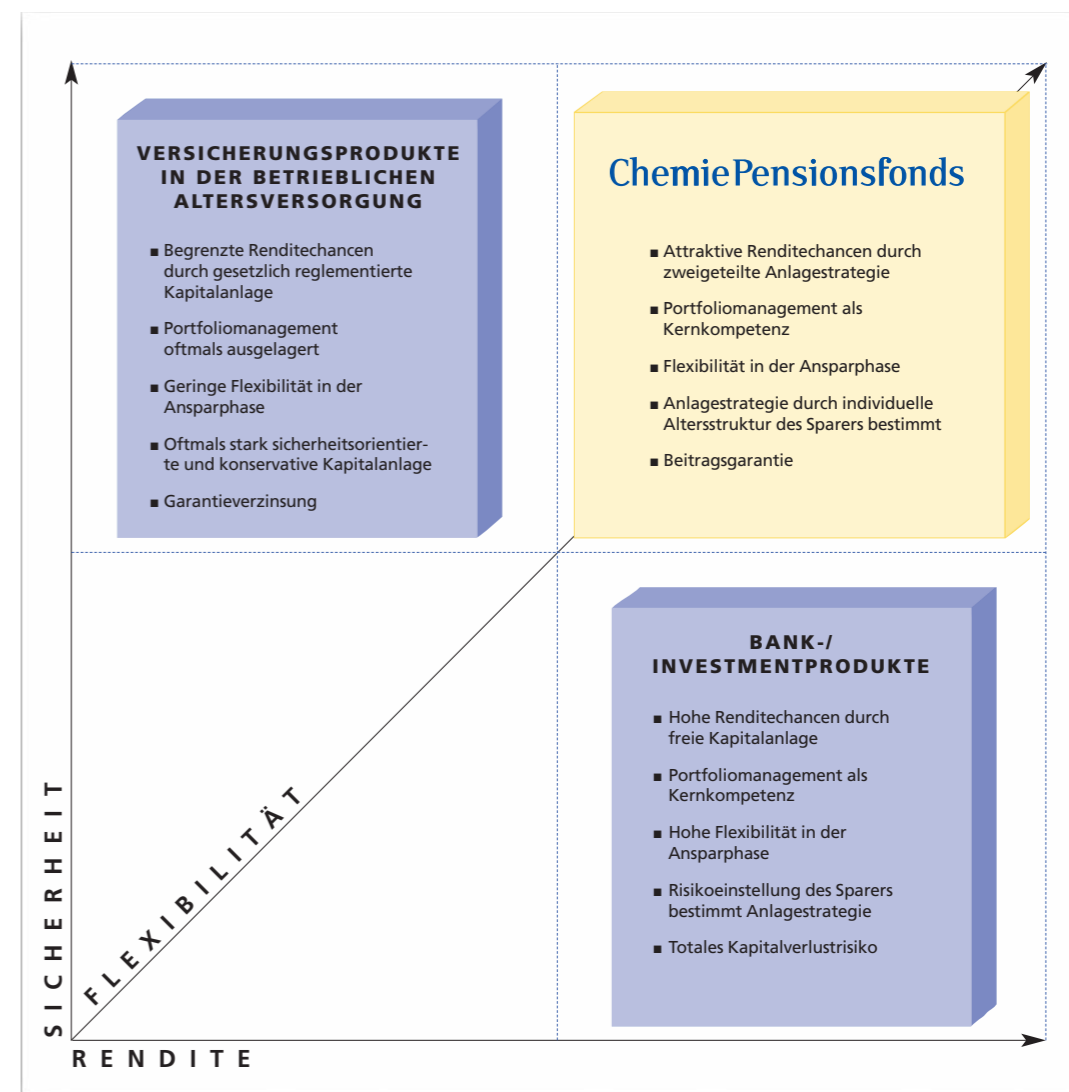 VERSICHERUNGSPRODUKTE
IN DER BETRIEBLICHEN
ALTERSVERSORGUNG
■ Begrenzte Renditechancen
durch gesetzlich reglementierte
Kapitalanlage
■ Portfoliomanagement
oftmals ausgelagert
■ Geringe Flexibilität in der
Ansparphase
■ Oftmals stark sicherheitsorientier-
te und konservative Kapitalanlage
■ Garantieverzinsung
ChemiePensionsfonds
■ Attraktive Renditechancen durch
zweigeteilte Anlagestrategie
■ Portfoliomanagement als
Kernkompetenz
■ Flexibilität in der Ansparphase
■ Anlagestrategie durch individuelle
Altersstruktur des Sparers bestimmt
■ Beitragsgarantie
BANK-/
INVESTMENTPRODUKTE
■ Hohe Renditechancen durch
freie Kapitalanlage
■ Portfoliomanagement als
Kernkompetenz
■ Hohe Flexibilität in der
Ansparphase
■ Risikoeinstellung des Sparers
bestimmt Anlagestrategie
■ Totales Kapitalverlustrisiko
SICHERHEIT
FLEXIBILITÄT
RENDITE